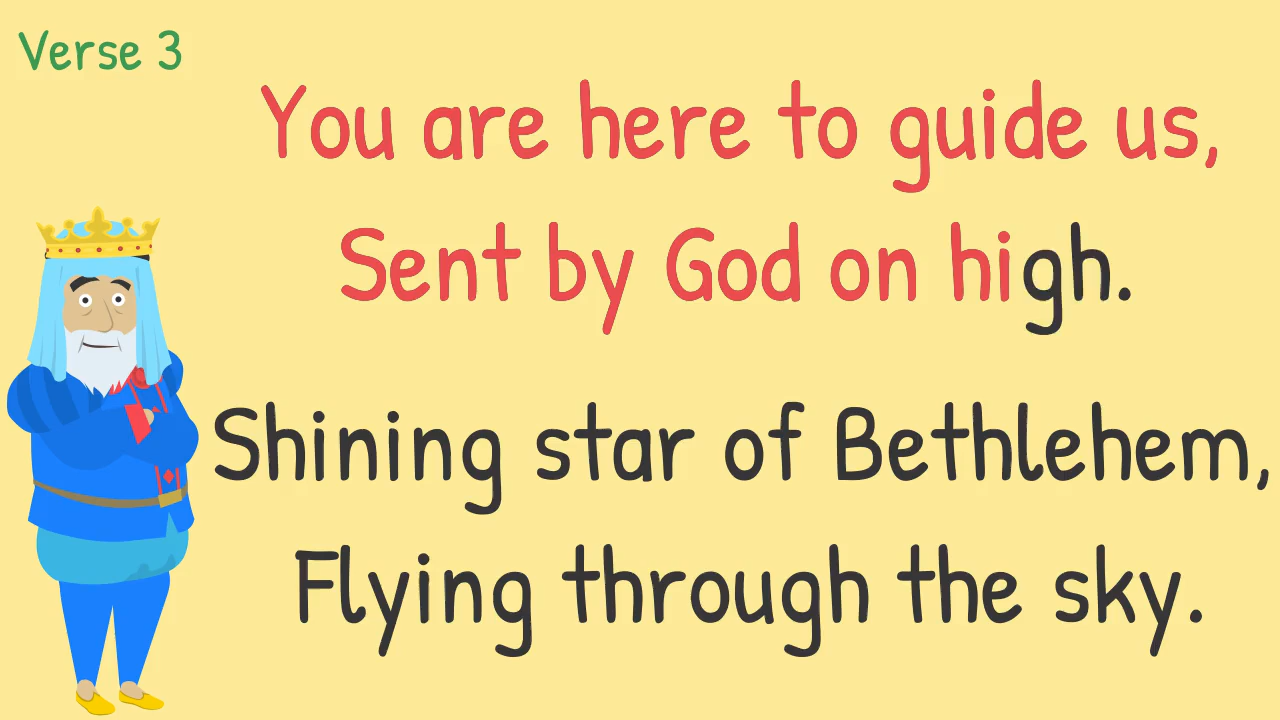 Verse 3
You are here to guide us,
Sent by God on high.
Shining star of Bethlehem,
Flying through the sky.